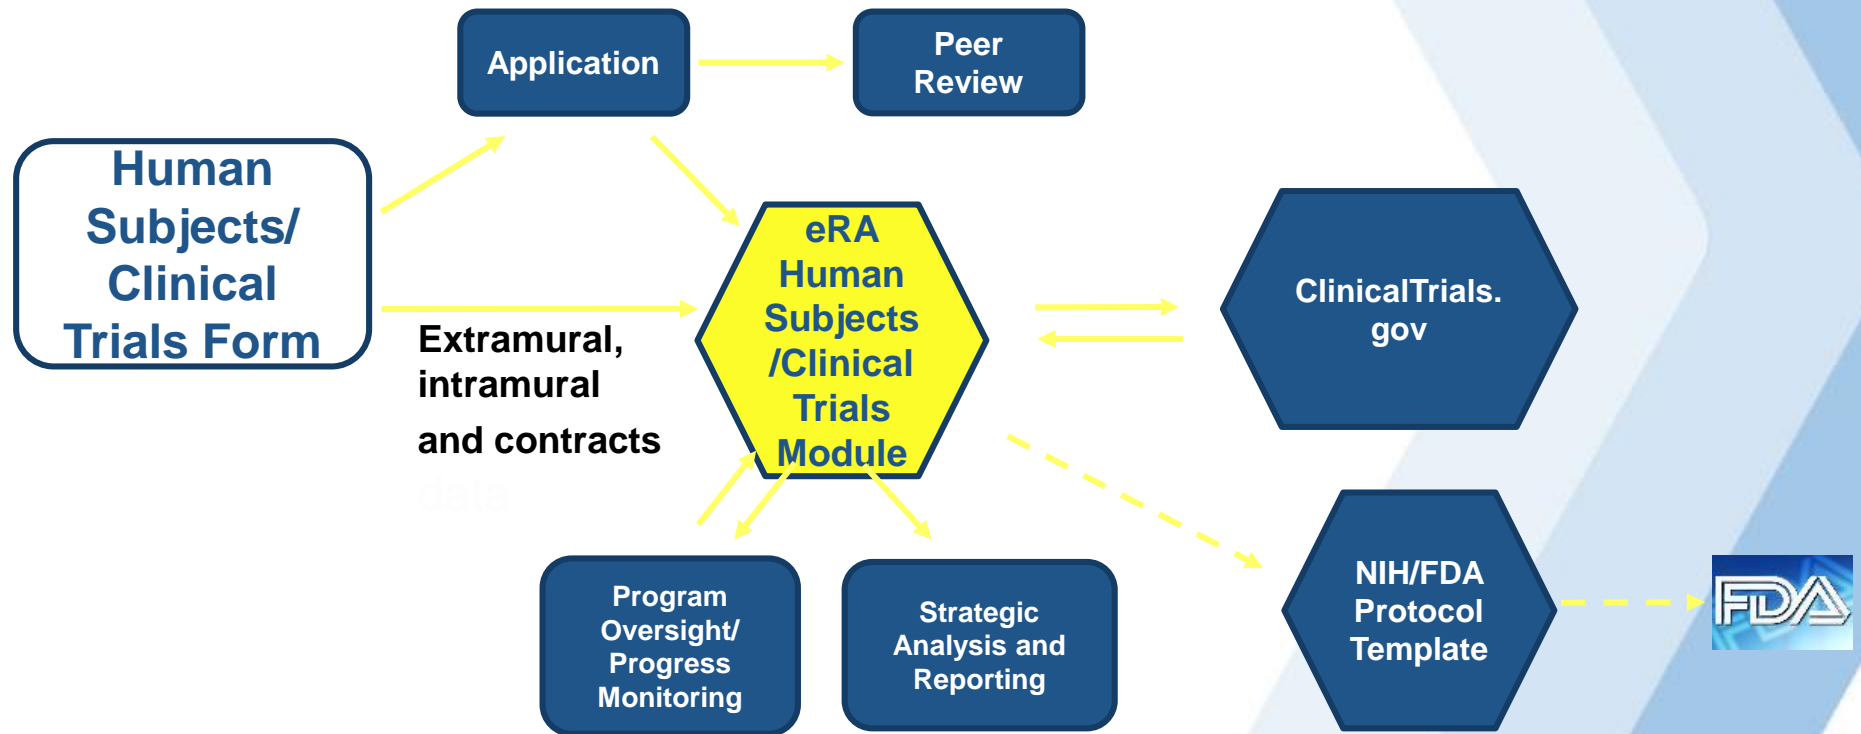 Application
Peer
Review
Human
Subjects/
Clinical
Trials Form
Extramural,
intramural
and contracts
data
eRA
Human
Subjects
/Clinical
Trials
Module
ClinicalTrials.
gov
Program
Oversight/
Progress
Monitoring
Strategic
Analysis and
Reporting
NIH/FDA
Protocol
Template
FDA